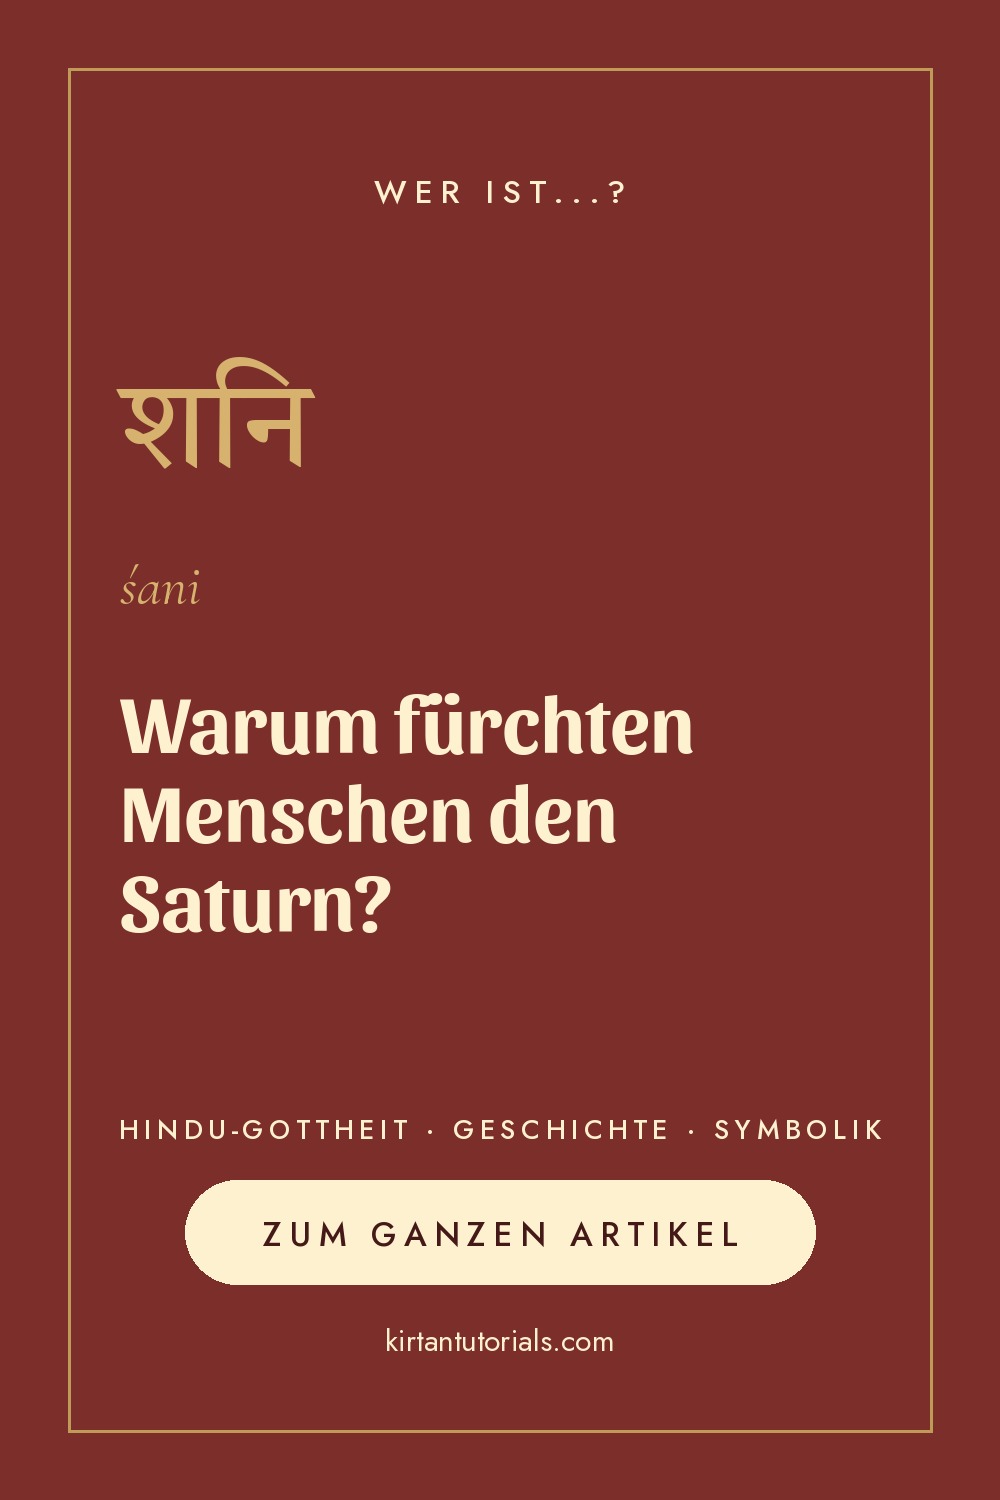 WER IST...?
शनि
śani
Warum fürchten
Menschen den
Saturn?
HINDU-GOTTHEIT · GESCHICHTE · SYMBOLIK
ZUM GANZEN ARTIKEL
kirtantutorials.com